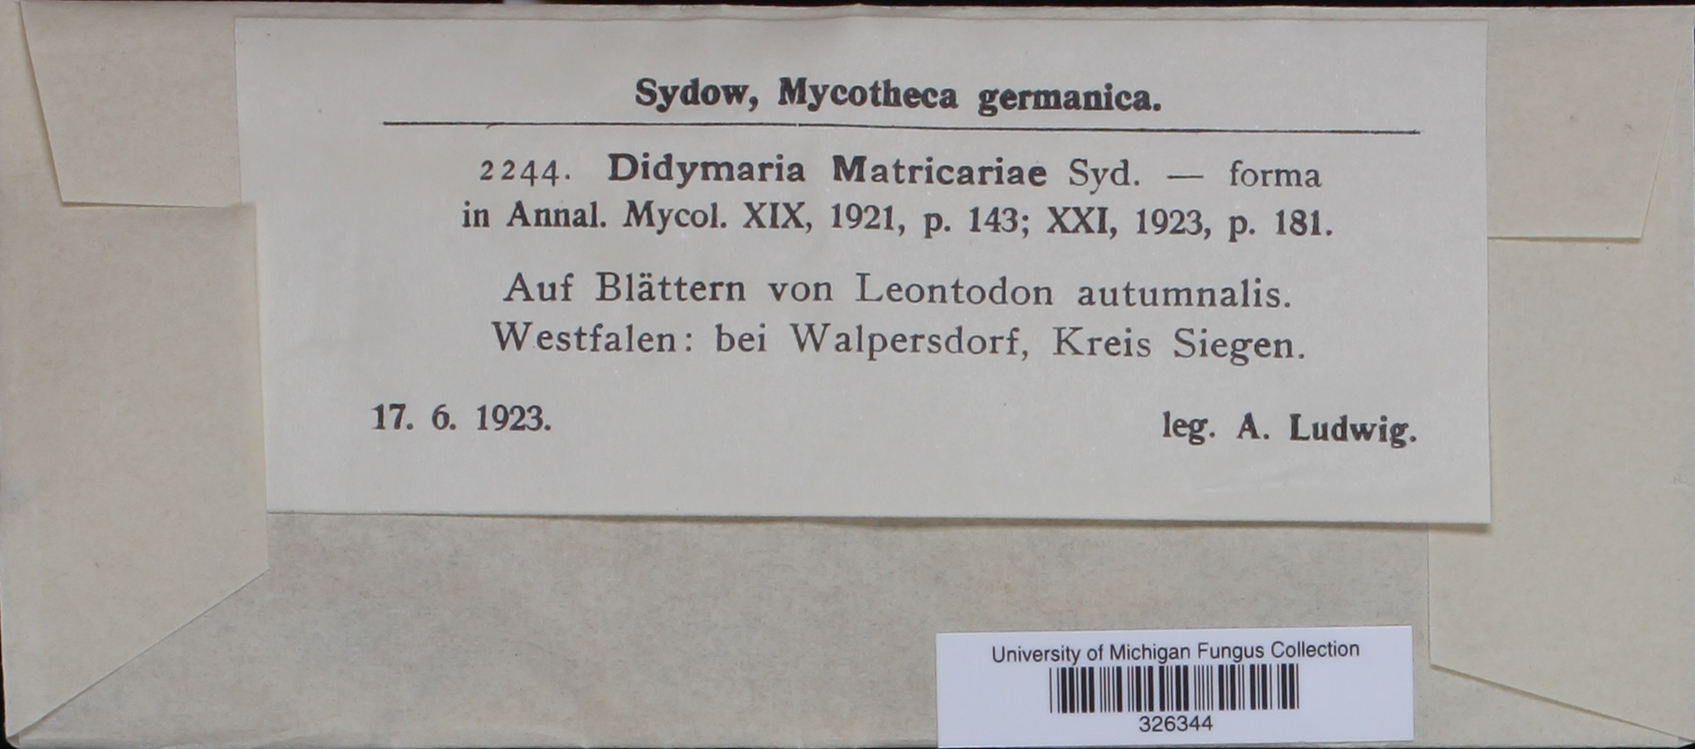 Sydow, Mycotheca germanica.
2244. Didymaria Matricariae Syd. — forma
in Annal. Mycol. XIX, 1921, p. 143; XXI, 1923, p. 181.
Auf Blättern von Leontodon autumnalis.
Westfalen: bei Walpersdorf, Kreis Siegen.
17. 6. 1923. leg. A. Ludwig.
University of Michigan Fungus Collection
326344